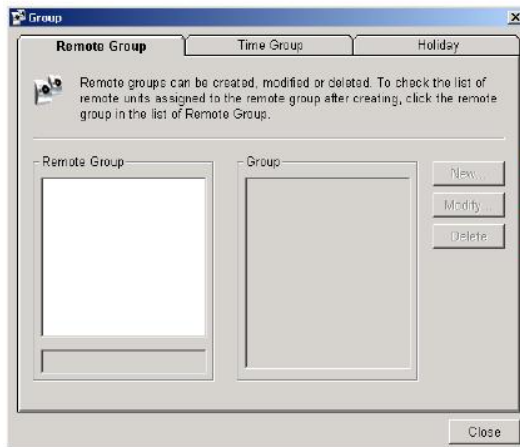 Group
Remote Group
Time Group
Holiday
Remote groups can be created, modified or deleted. To check the list of
remote units assigned to the remote group after creating, click the remote
group in the list of Remote Group.
Remote Group
Group
New...
Modify...
Delete
Close